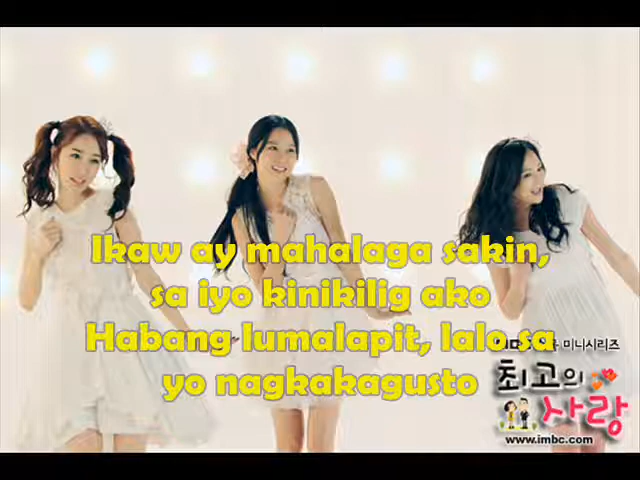 Ikaw ay mahalaga sakin,
sa iyo kinikilig ako
Habang lumalapit, lalo sa
yo nagkakagusto
미니시리즈
최고의
사랑
www.imbc.com